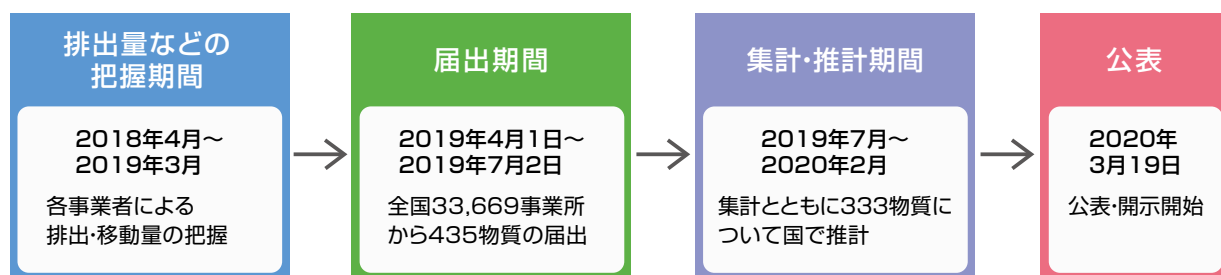 排出量などの
把握期間
2018年4月～
2019年3月
各事業者による
排出・移動量の把握
届出期間
2019年4月1日～
2019年7月2日
全国33,669事業所
から435物質の届出
集計・推計期間
2019年7月～
2020年2月
集計とともに333物質に
ついて国で推計
公表
2020年
3月19日
公表・開示開始